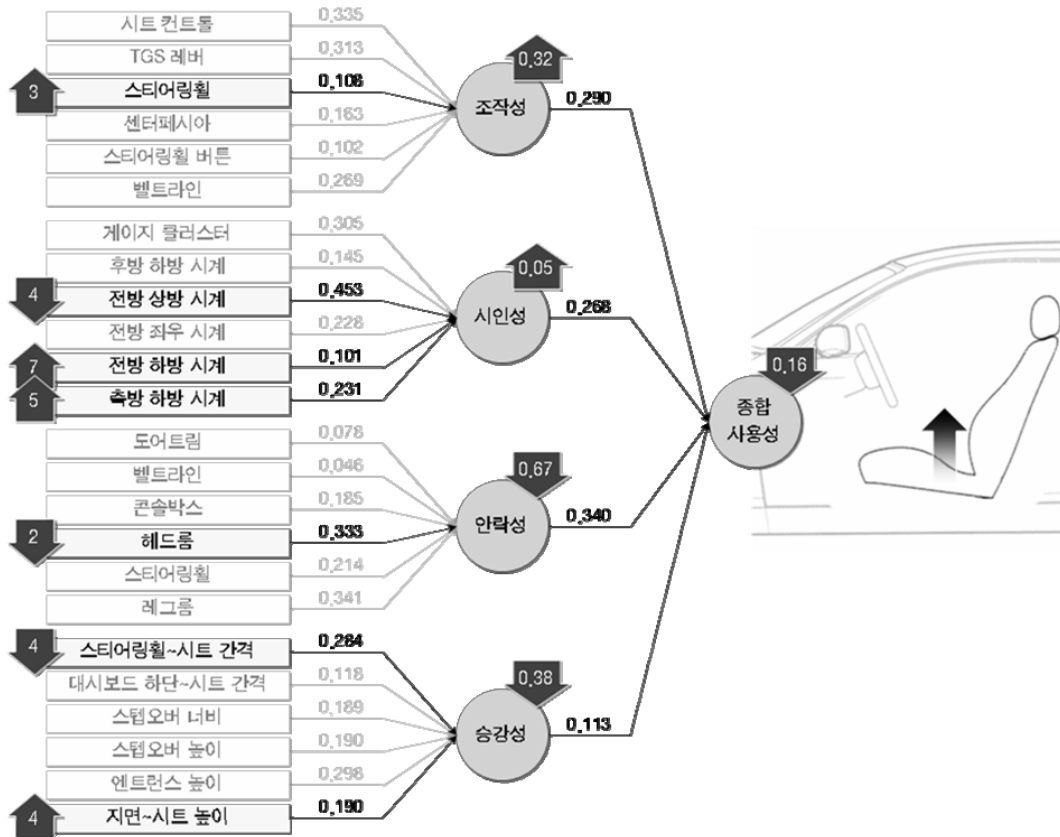 시트 컨트롤 0.335
TGS 레버 0.313
0.32
3 스티어링휠 0.108
조작성 0.290
센터페시아 0.163
스티어링휠 버튼 0.102
벨트라인 0.269
게이지 클러스터 0.305
후방 하방 시계 0.145
0.05
4 전방 상방 시계 0.453
시인성 0.268
전방 좌우 시계 0.228
7 전방 하방 시계 0.101
5 측방 하방 시계 0.231
0.16
종합
사용성
도어트림 0.078
벨트라인 0.046
0.67
콘솔박스 0.185
안락성 0.340
2 헤드룸 0.333
스티어링휠 0.214
레그룸 0.341
4 스티어링휠~시트 간격 0.284
대시보드 하단~시트 간격 0.118
0.38
스텝오버 너비 0.189
승강성 0.113
스텝오버 높이 0.190
엔트런스 높이 0.298
4 지면~시트 높이 0.190